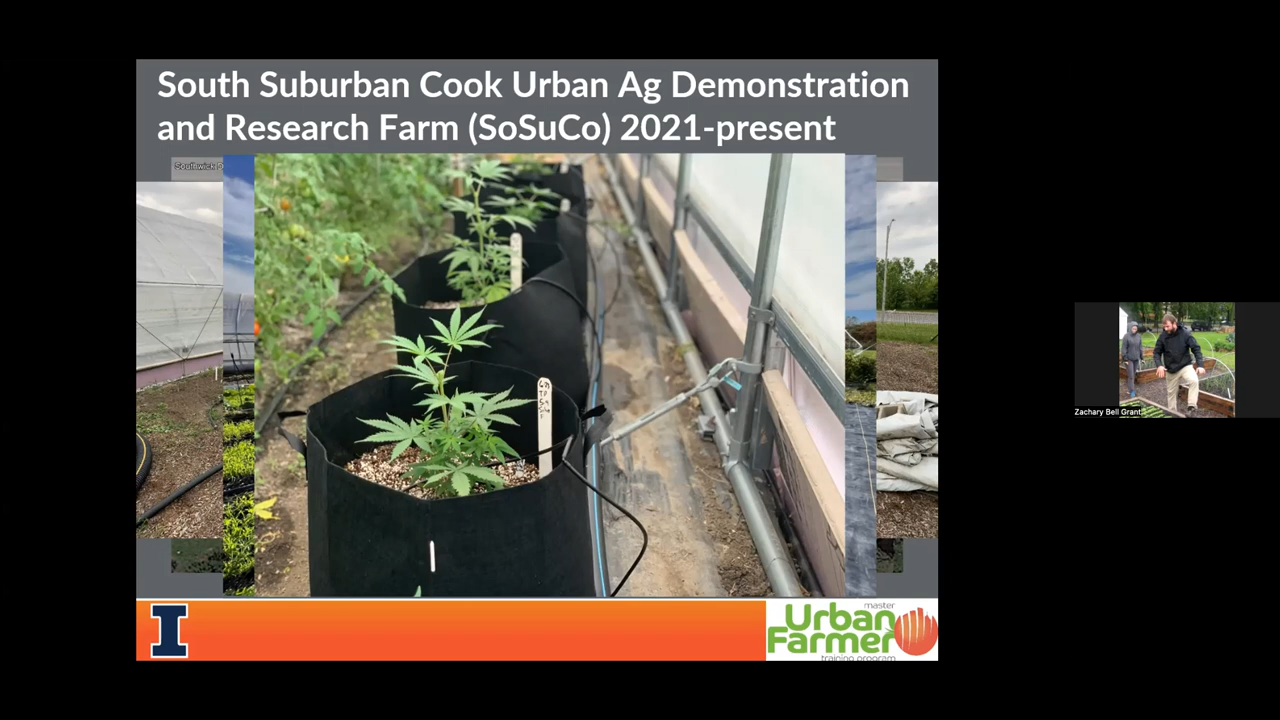 South Suburban Cook Urban Ag Demonstration
and Research Farm (SoSuCo) 2021-present
Zachary Bell Grant
master
Urban
Farmer
training program